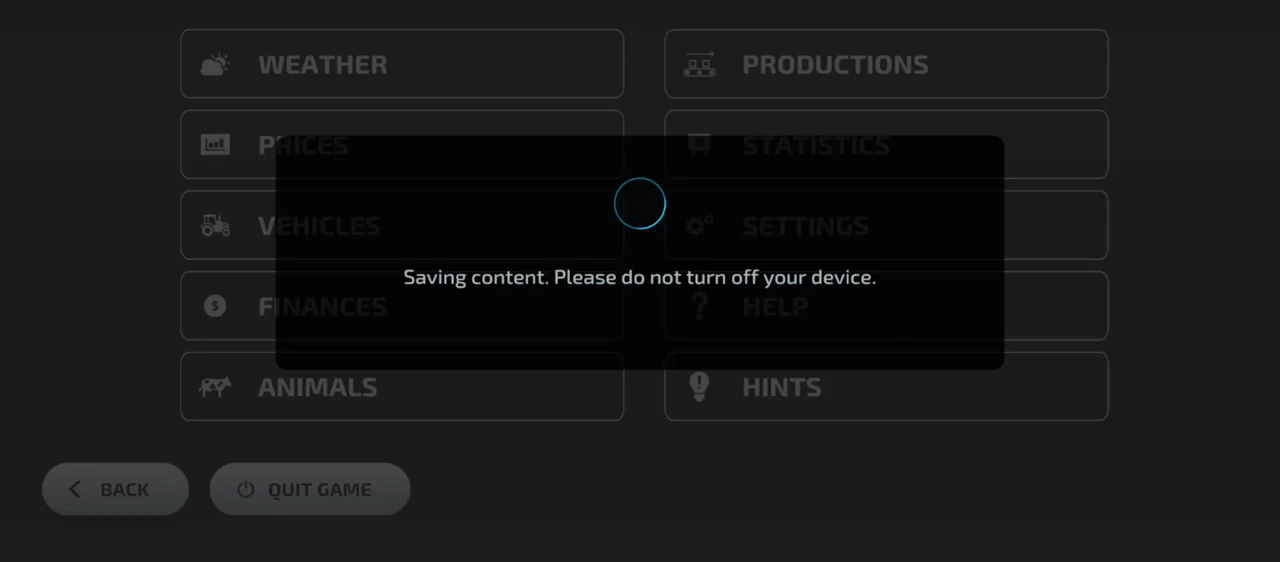 WEATHER
PRODUCTIONS
PRICES
STATISTICS
VEHICLES
SETTINGS
Saving content. Please do not turn off your device.
FINANCES
HELP
ANIMALS
HINTS
BACK
QUIT GAME